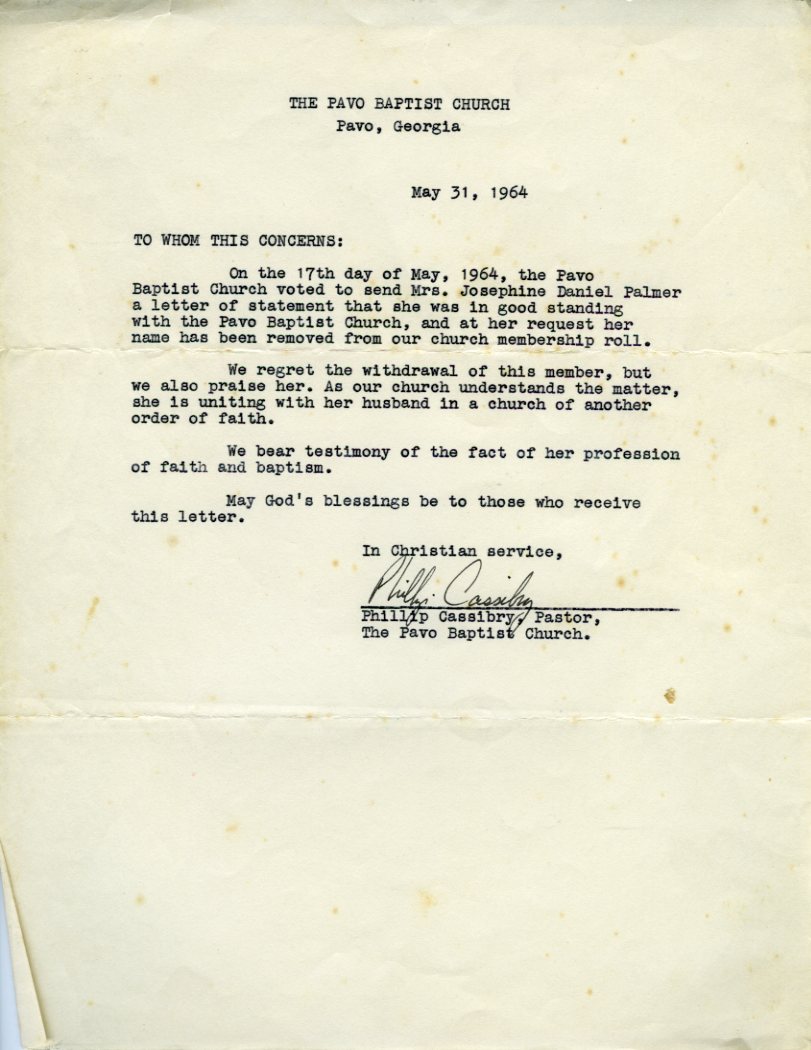 THE PAVO BAPTIST CHURCH
Pavo, Georgia
May 31, 1964
TO WHOM THIS CONCERNS:
On the 17th day of May, 1964, the Pavo
Baptist Church voted to send Mrs. Josephine Daniel Palmer
a letter of statement that she was in good standing
with the Pavo Baptist Church, and at her request her
name has been removed from our church membership roll.
We regret the withdrawal of this member, but
we also praise her. As our church understands the matter,
she is uniting with her husband in a church of another
order of faith.
We bear testimony of the fact of her profession
of faith and baptism.
May God's blessings be to those who receive
this letter.
In Christian service,
Phillip Cassibry
Phillip Cassibry, Pastor,
The Pavo Baptist Church.